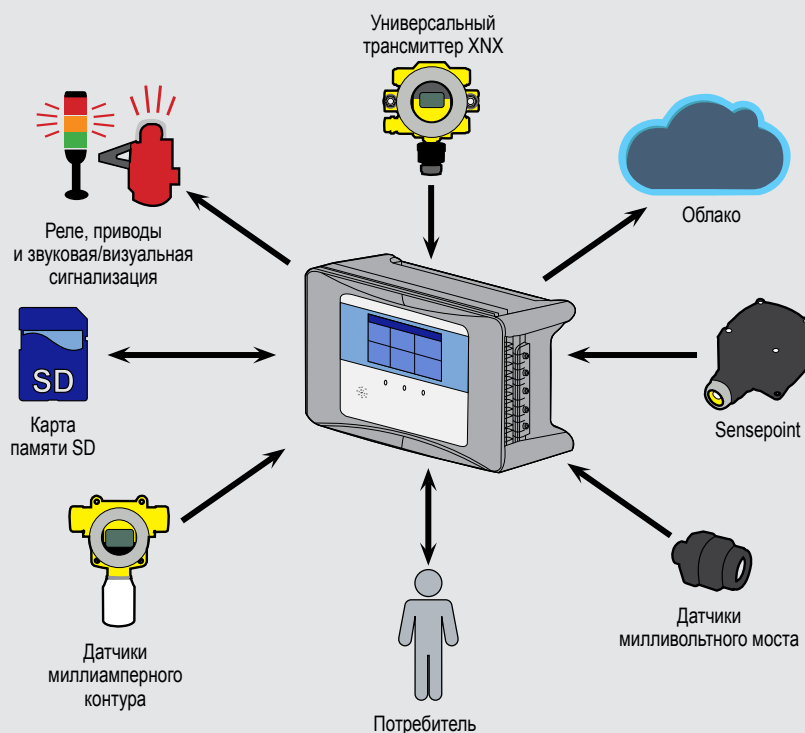 Универсальный
трансмиттер XNX
Облако
Реле, приводы
и звуковая/визуальная
сигнализация
SD
Карта
памяти SD
Sensepoint
Датчики
миллиамперного
контура
Датчики
милливольтного моста
Потребитель